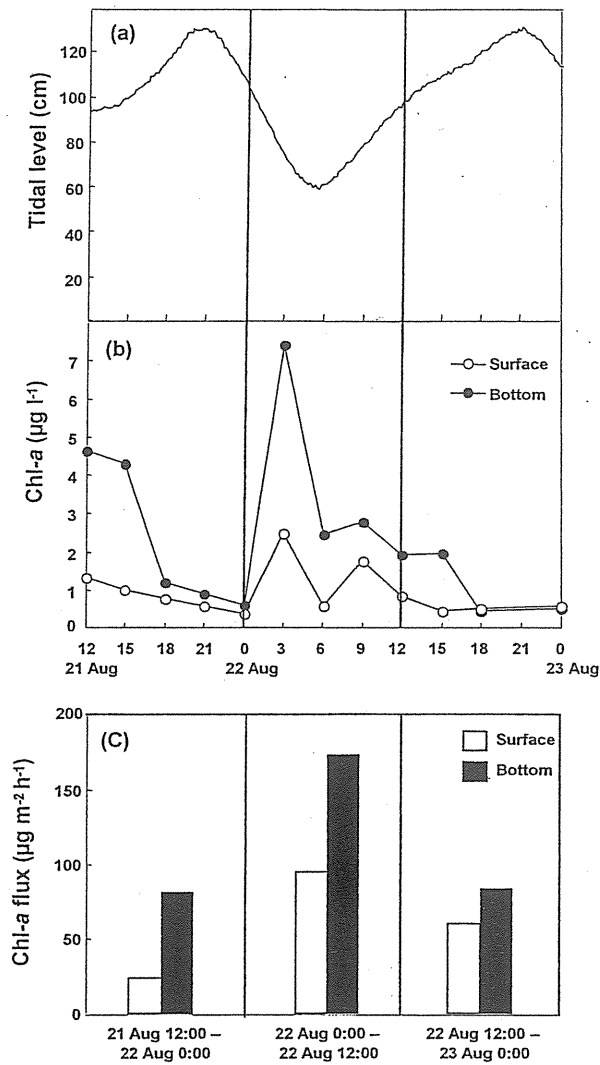 (a)
Tidal level (cm)
120
100
80
60
40
20
(b)
Chl-a (μg l-1)
7
6
5
4
3
2
1
0
Surface
Bottom
12 15 18 21 0 3 6 9 12 15 18 21 0
21 Aug 22 Aug 23 Aug
(C)
Chl-a flux (μg m-2 h-1)
200
150
100
50
0
Surface
Bottom
21 Aug 12:00 – 22 Aug 0:00 – 22 Aug 12:00 –
22 Aug 0:00 22 Aug 12:00 23 Aug 0:00